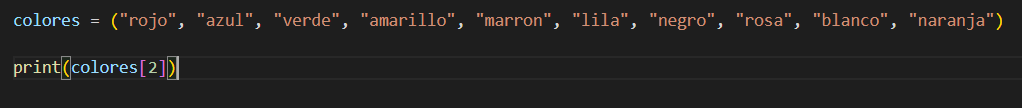 colores = ("rojo", "azul", "verde", "amarillo", "marron", "lila", "negro", "rosa", "blanco", "naranja")
print(colores[2])